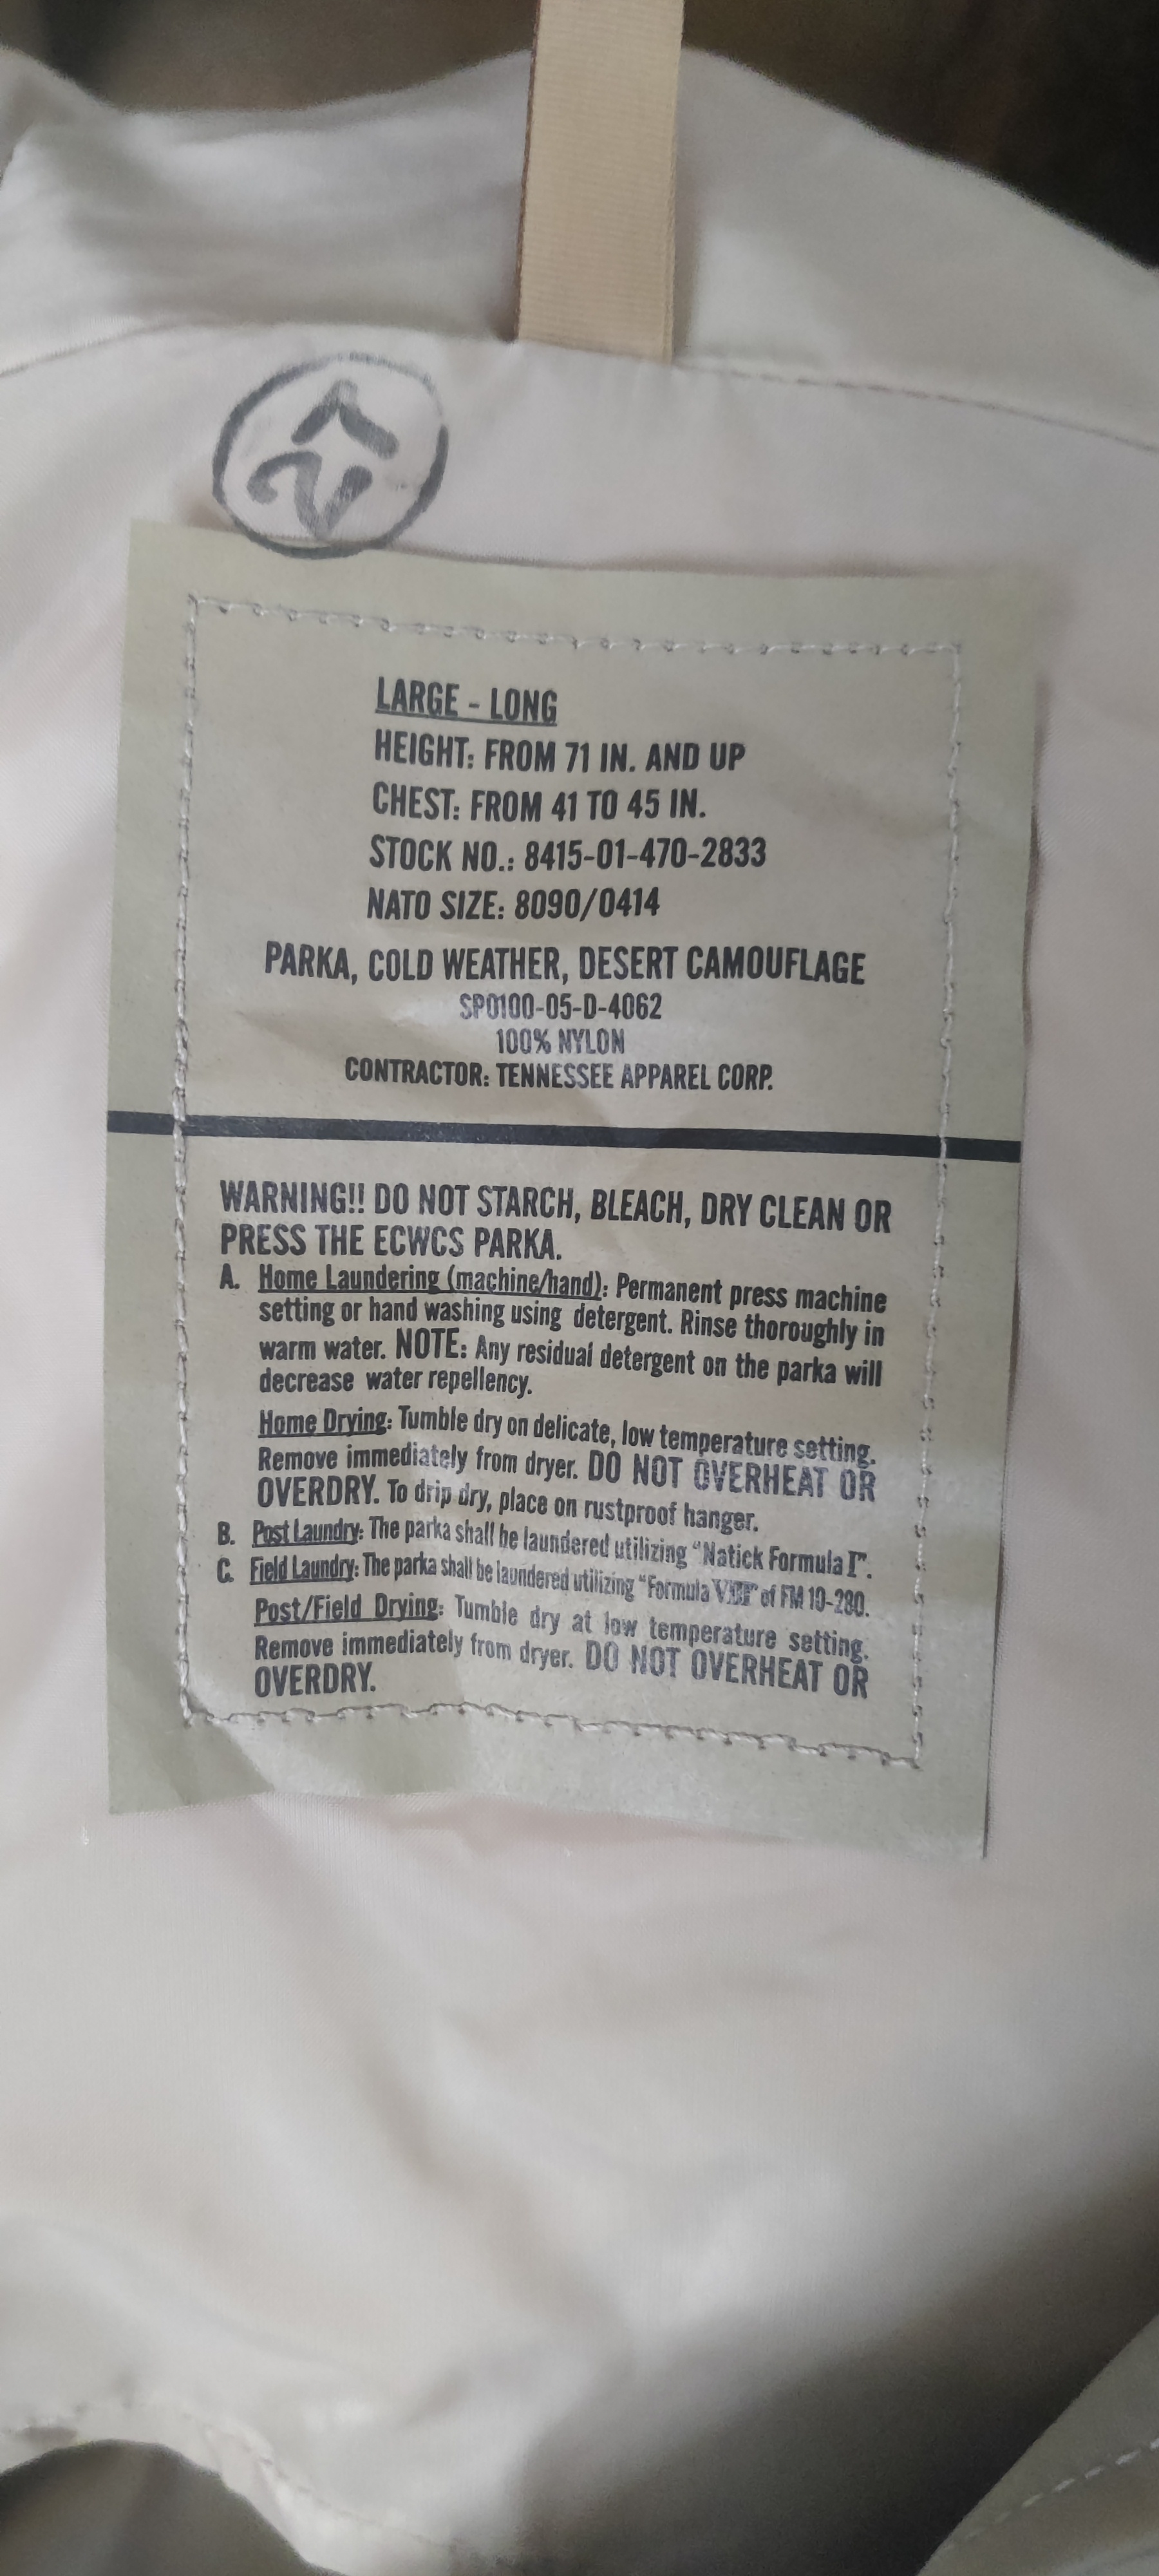 LARGE - LONG
HEIGHT: FROM 71 IN. AND UP
CHEST: FROM 41 TO 45 IN.
STOCK NO.: 8415-01-470-2833
NATO SIZE: 8090/0414
PARKA, COLD WEATHER, DESERT CAMOUFLAGE
SP0100-05-D-4062
100% NYLON
CONTRACTOR: TENNESSEE APPAREL CORP.
WARNING!! DO NOT STARCH, BLEACH, DRY CLEAN OR
PRESS THE ECWCS PARKA.
A. Home Laundering (machine/hand): Permanent press machine
setting or hand washing using detergent. Rinse thoroughly in
warm water. NOTE: Any residual detergent on the parka will
decrease water repellency.
Home Drying: Tumble dry on delicate, low temperature setting.
Remove immediately from dryer. DO NOT OVERHEAT OR
OVERDRY. To drip dry, place on rustproof hanger.
B. Post Laundry: The parka shall be laundered utilizing "Natick Formula I".
C. Field Laundry: The parka shall be laundered utilizing "Formula of FM 10-280.
Post/Field Drying: Tumble dry at low temperature setting.
Remove immediately from dryer. DO NOT OVERHEAT OR
OVERDRY.